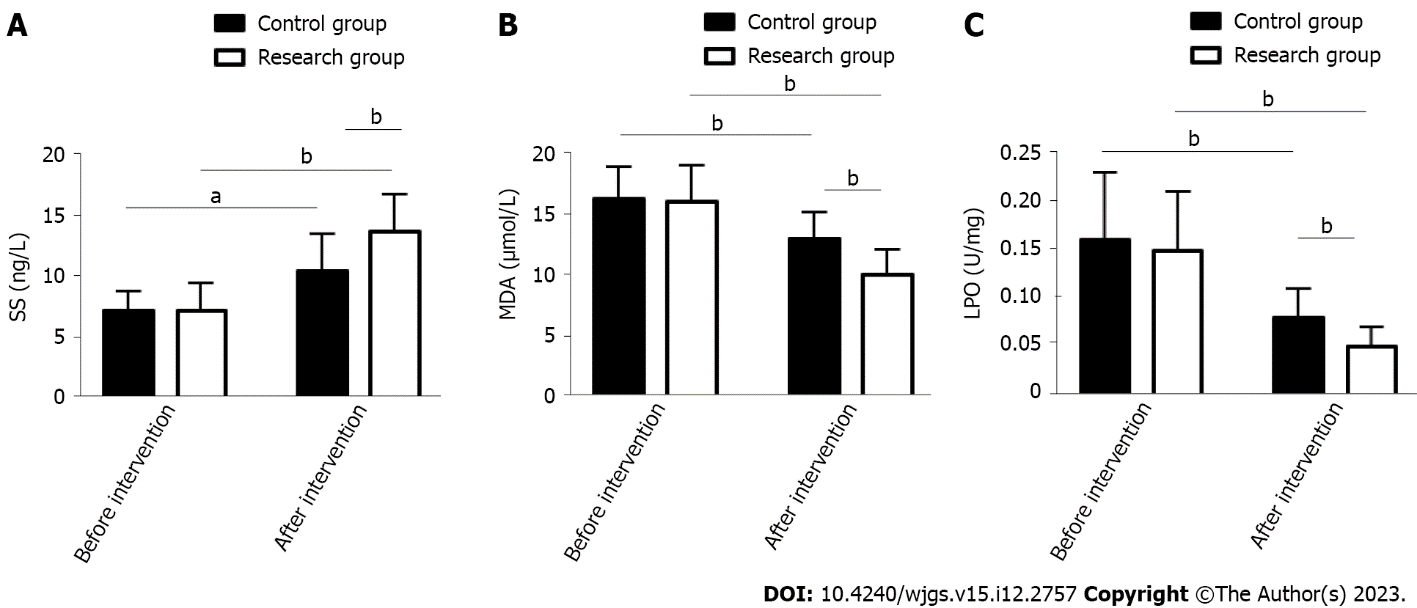 A
Control group
Research group
b
b
a
20
15
10
5
0
SS (ng/L)
Before intervention
After intervention
B
Control group
Research group
b
b
b
20
15
10
5
0
MDA (µmol/L)
Before intervention
After intervention
C
Control group
Research group
b
b
b
0.25
0.20
0.15
0.10
0.05
0
LPO (U/mg)
Before intervention
After intervention
DOI: 10.4240/wjgs.v15.i12.2757 Copyright ©The Author(s) 2023.